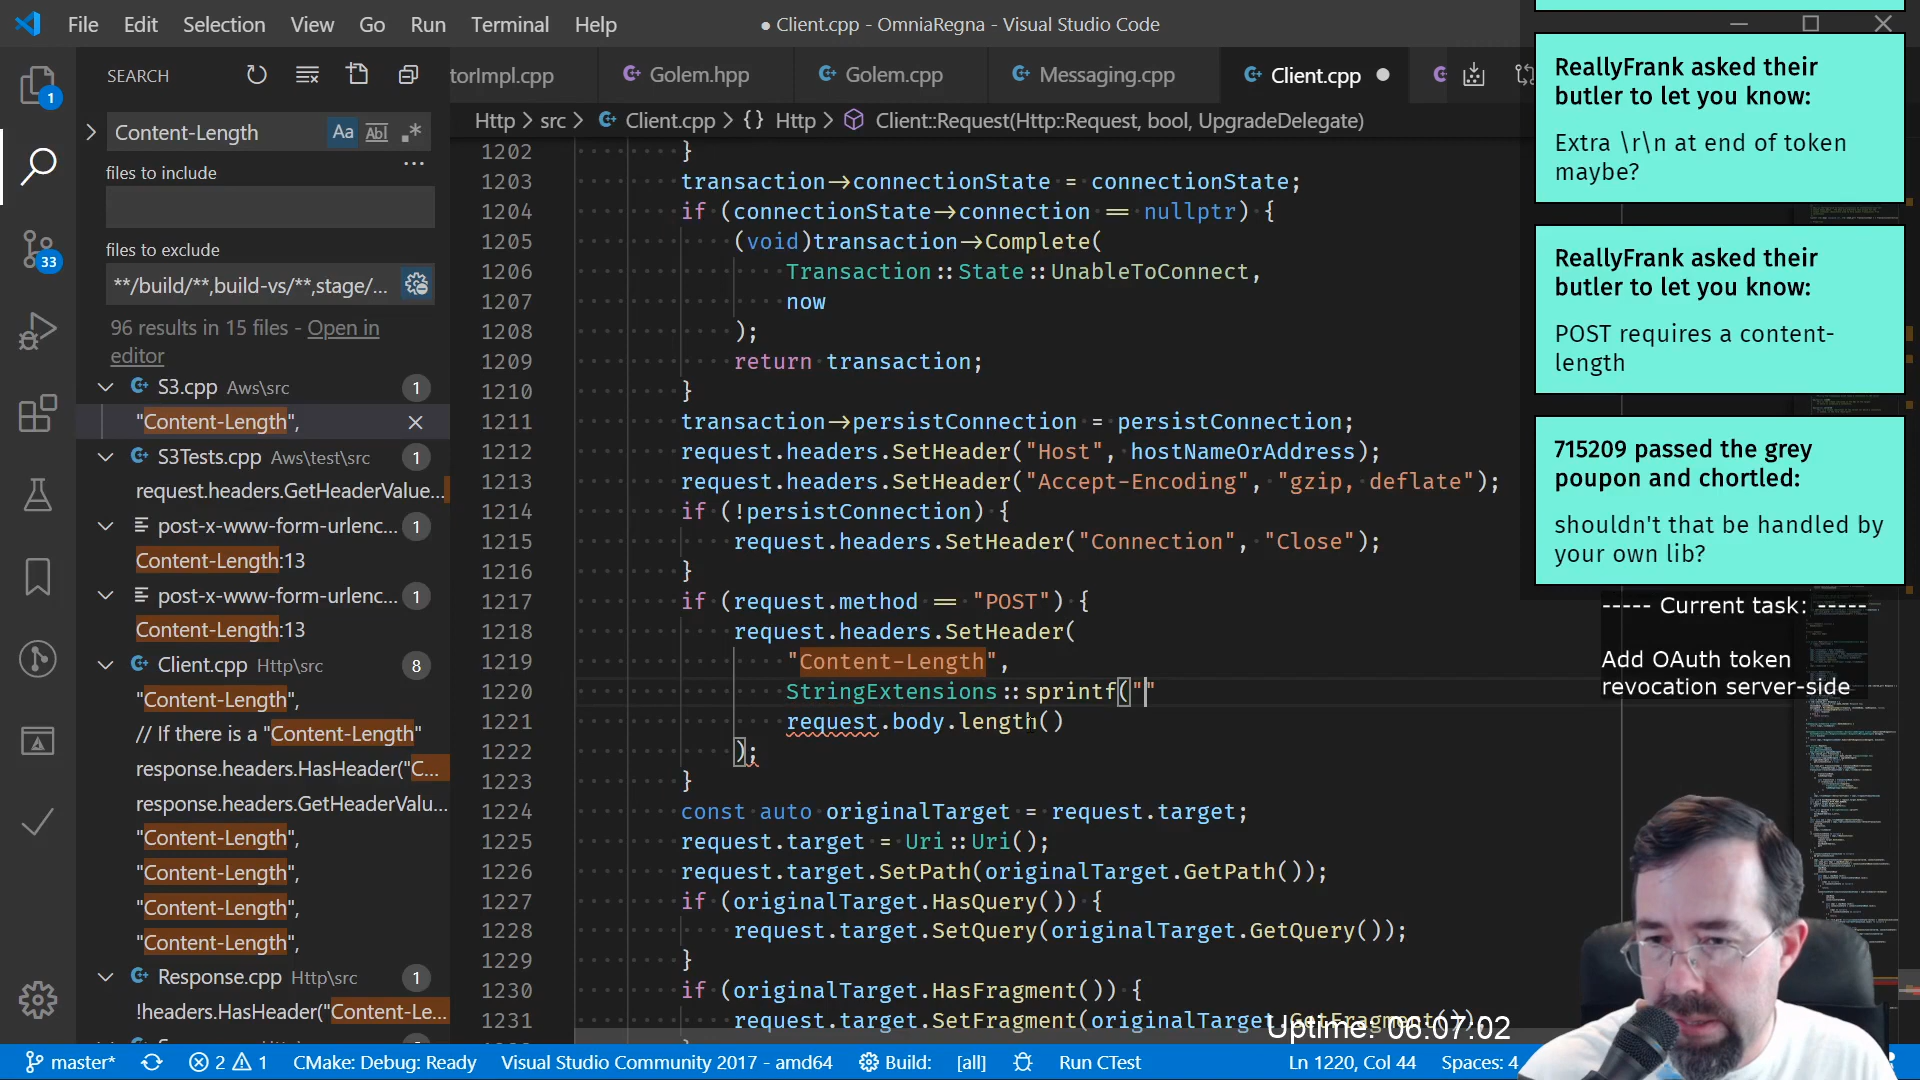 File Edit Selection View Go Run Terminal Help
● Client.cpp - OmniaRegna - Visual Studio Code
SEARCH
Content-Length
Aa Abl .*
files to include
files to exclude
**/build/**,build-vs/**,stage/...
96 results in 15 files - Open in
editor
S3.cpp Aws\src 1
"Content-Length",
S3Tests.cpp Aws\test\src 1
request.headers.GetHeaderValue...
post-x-www-form-urlenc... 1
Content-Length:13
post-x-www-form-urlenc... 1
Content-Length:13
Client.cpp Http\src 8
"Content-Length",
// If there is a "Content-Length"
response.headers.HasHeader("C...
response.headers.GetHeaderValu...
"Content-Length",
"Content-Length",
"Content-Length",
"Content-Length",
Response.cpp Http\src 1
!headers.HasHeader("Content-Le...
1
33
torImpl.cpp Golem.hpp Golem.cpp Messaging.cpp Client.cpp
Http > src > Client.cpp > {} Http > Client::Request(Http::Request, bool, UpgradeDelegate)
1202 }
1203 transaction->connectionState = connectionState;
1204 if (connectionState->connection == nullptr) {
1205 (void)transaction->Complete(
1206 Transaction::State::UnableToConnect,
1207 now
1208 );
1209 return transaction;
1210 }
1211 transaction->persistConnection = persistConnection;
1212 request.headers.SetHeader("Host", hostNameOrAddress);
1213 request.headers.SetHeader("Accept-Encoding", "gzip, deflate");
1214 if (!persistConnection) {
1215 request.headers.SetHeader("Connection", "Close");
1216 }
1217 if (request.method == "POST") {
1218 request.headers.SetHeader(
1219 "Content-Length",
1220 StringExtensions::sprintf(""
1221 request.body.length()
1222 );
1223 }
1224 const auto originalTarget = request.target;
1225 request.target = Uri::Uri();
1226 request.target.SetPath(originalTarget.GetPath());
1227 if (originalTarget.HasQuery()) {
1228 request.target.SetQuery(originalTarget.GetQuery());
1229 }
1230 if (originalTarget.HasFragment()) {
1231 request.target.SetFragment(originalTarget.GetFragment());
ReallyFrank asked their
butler to let you know:
Extra \r\n at end of token
maybe?
ReallyFrank asked their
butler to let you know:
POST requires a content-
length
715209 passed the grey
poupon and chortled:
shouldn't that be handled by
your own lib?
----- Current task: -----
Add OAuth token
revocation server-side
Uptime: 06:07:02
master* 2 1 CMake: Debug: Ready Visual Studio Community 2017 - amd64 Build: [all] Run CTest Ln 1220, Col 44 Spaces: 4